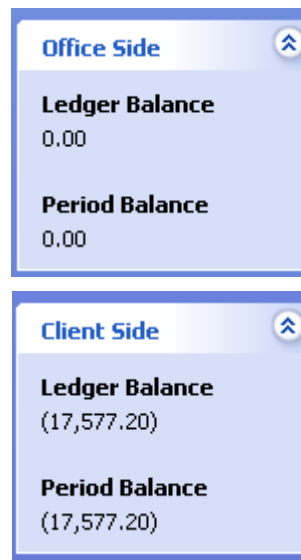 Office Side
Ledger Balance
0.00
Period Balance
0.00
Client Side
Ledger Balance
(17,577.20)
Period Balance
(17,577.20)